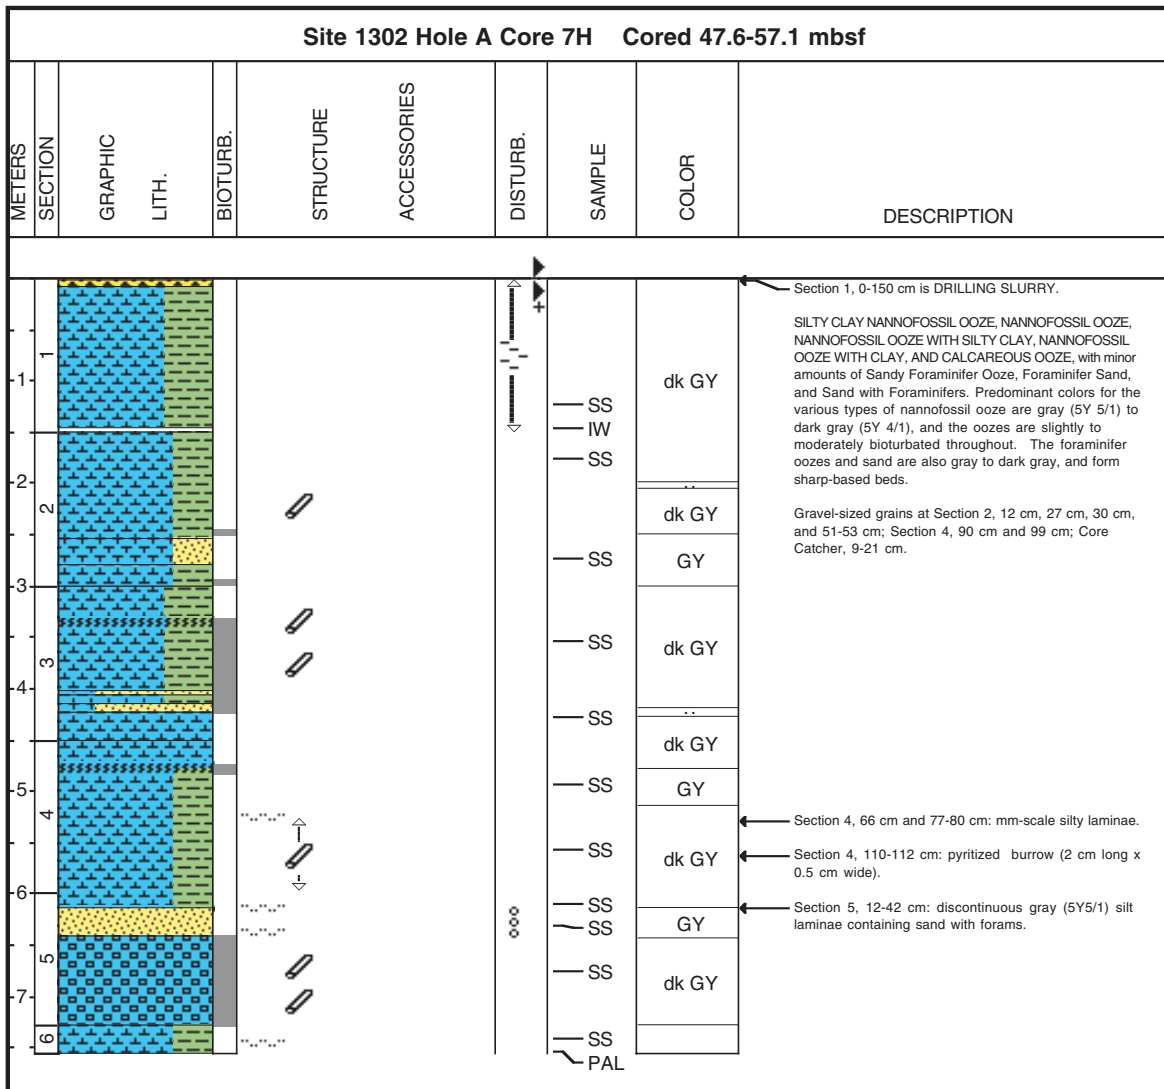 Site 1302 Hole A Core 7H Cored 47.6-57.1 mbsf
METERS
SECTION
GRAPHIC
LITH.
BIOTURB.
STRUCTURE
ACCESSORIES
DISTURB.
SAMPLE
COLOR
DESCRIPTION
1
2
3
4
5
6
7
1
2
3
4
5
6
SS
IW
SS
SS
SS
SS
SS
SS
SS
SS
SS
SS
PAL
dk GY
dk GY
GY
dk GY
dk GY
GY
dk GY
GY
dk GY
Section 1, 0-150 cm is DRILLING SLURRY.
SILTY CLAY NANNOFOSSIL OOZE, NANNOFOSSIL OOZE,
NANNOFOSSIL OOZE WITH SILTY CLAY, NANNOFOSSIL
OOZE WITH CLAY, AND CALCAREOUS OOZE, with minor
amounts of Sandy Foraminifer Ooze, Foraminifer Sand,
and Sand with Foraminifers. Predominant colors for the
various types of nannofossil ooze are gray (5Y 5/1) to
dark gray (5Y 4/1), and the oozes are slightly to
moderately bioturbated throughout. The foraminifer
oozes and sand are also gray to dark gray, and form
sharp-based beds.
Gravel-sized grains at Section 2, 12 cm, 27 cm, 30 cm,
and 51-53 cm; Section 4, 90 cm and 99 cm; Core
Catcher, 9-21 cm.
Section 4, 66 cm and 77-80 cm: mm-scale silty laminae.
Section 4, 110-112 cm: pyritized burrow (2 cm long x
0.5 cm wide).
Section 5, 12-42 cm: discontinuous gray (5Y5/1) silt
laminae containing sand with forams.